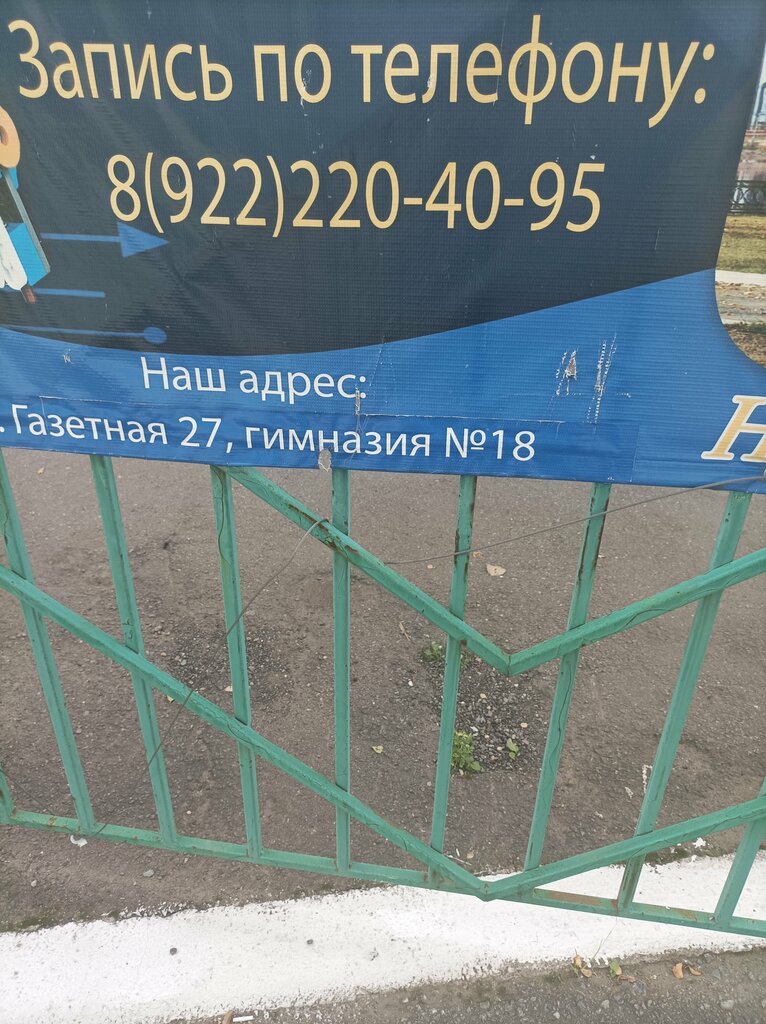 Запись по телефону:
8(922)220-40-95
Наш адрес:
. Газетная 27, гимназия №18